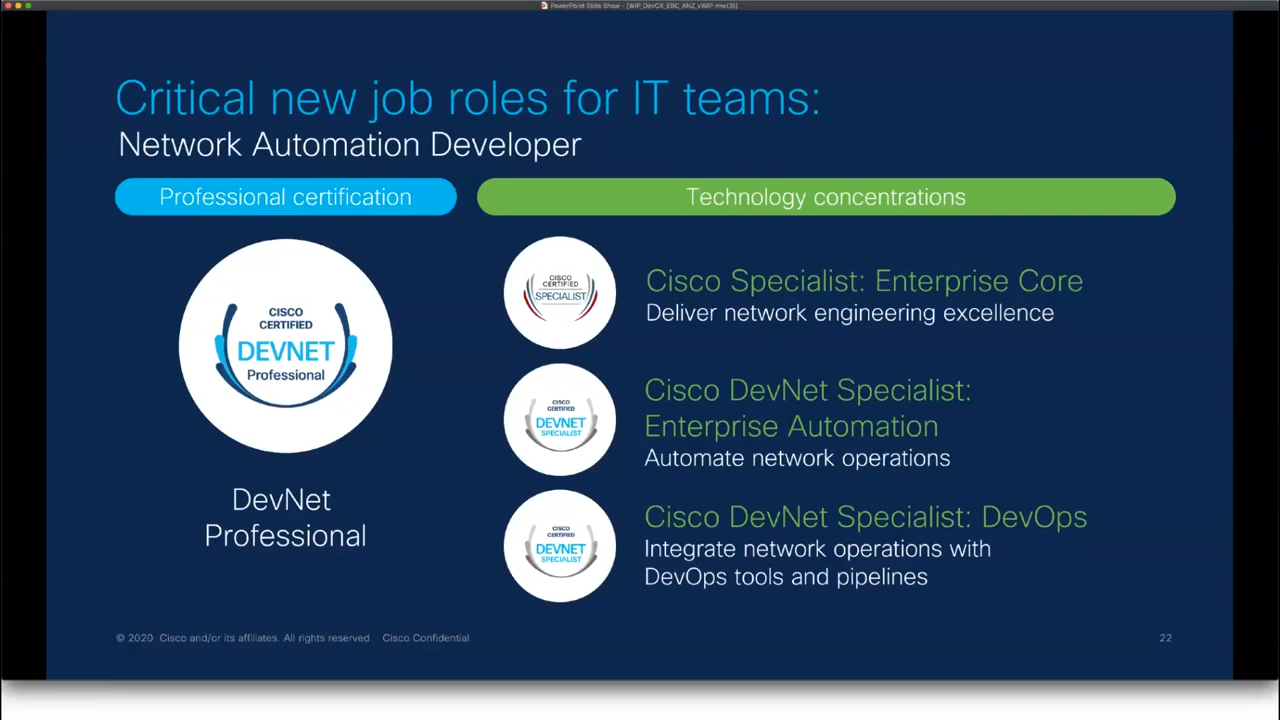 PowerPoint Slide Show - [WIP_DevCX_EBC_ANZ_vWIP-mw(3)]
Critical new job roles for IT teams:
Network Automation Developer
Professional certification
Technology concentrations
CISCO
CERTIFIED
DEVNET
Professional
DevNet
Professional
CISCO
CERTIFIED
SPECIALIST
Cisco Specialist: Enterprise Core
Deliver network engineering excellence
CISCO
CERTIFIED
DEVNET
SPECIALIST
Cisco DevNet Specialist:
Enterprise Automation
Automate network operations
CISCO
CERTIFIED
DEVNET
SPECIALIST
Cisco DevNet Specialist: DevOps
Integrate network operations with
DevOps tools and pipelines
© 2020 Cisco and/or its affiliates. All rights reserved. Cisco Confidential
22